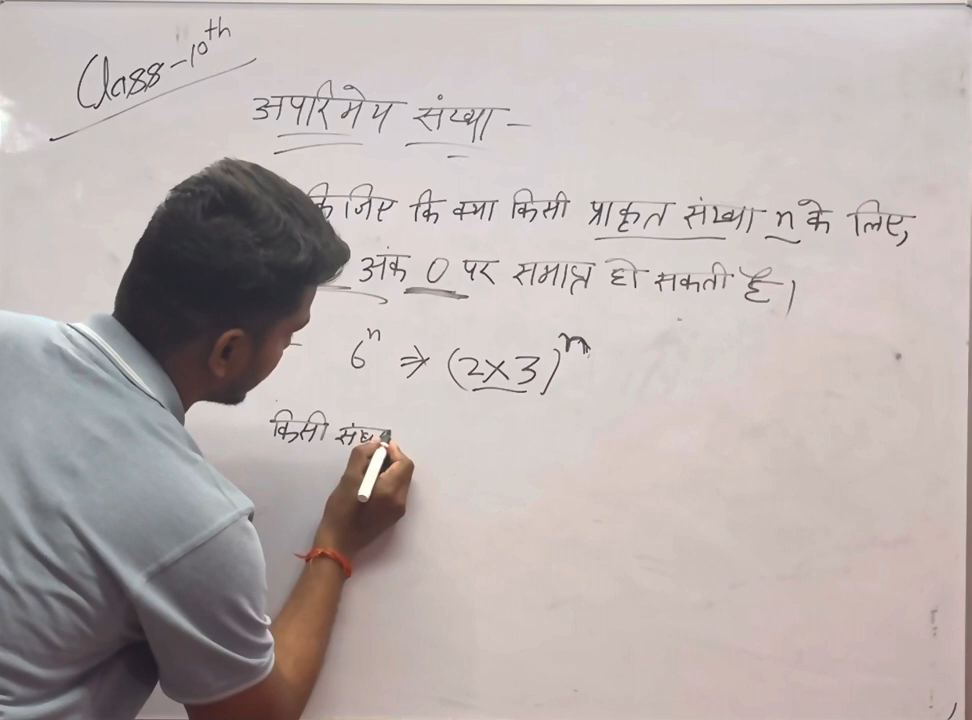 Class-10th
अपरिमेय संख्या –
कि जिए कि क्या किसी प्राकृत संख्या n के लिए,
अंक 0 पर समाप्त हो सकती है।
6ⁿ ⇒ (2×3)ⁿ
किसी संख